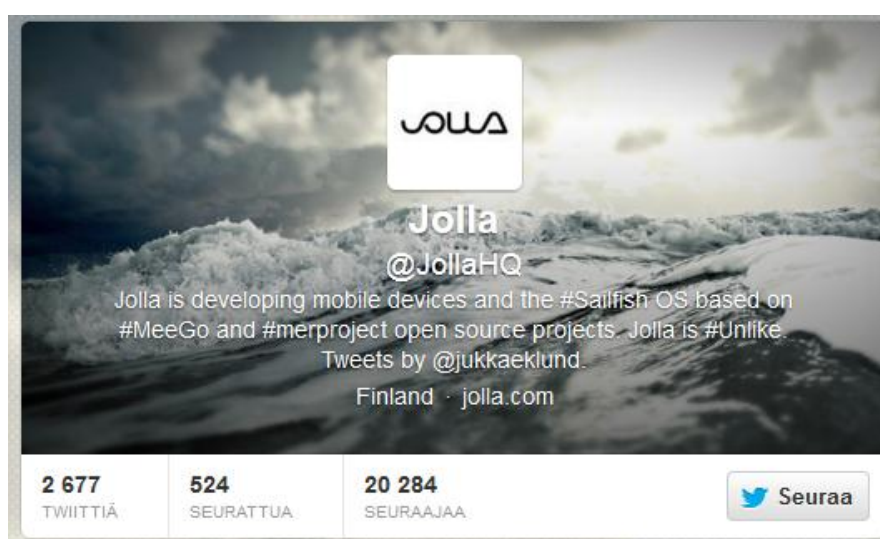 JOLLA
Jolla
@JollaHQ
Jolla is developing mobile devices and the #Sailfish OS based on
#MeeGo and #merproject open source projects. Jolla is #Unlike.
Tweets by @jukkaeklund.
Finland · jolla.com
2 677 524 20 284
TWIITTIÄ SEURATTUA SEURAAJAA
Seuraa